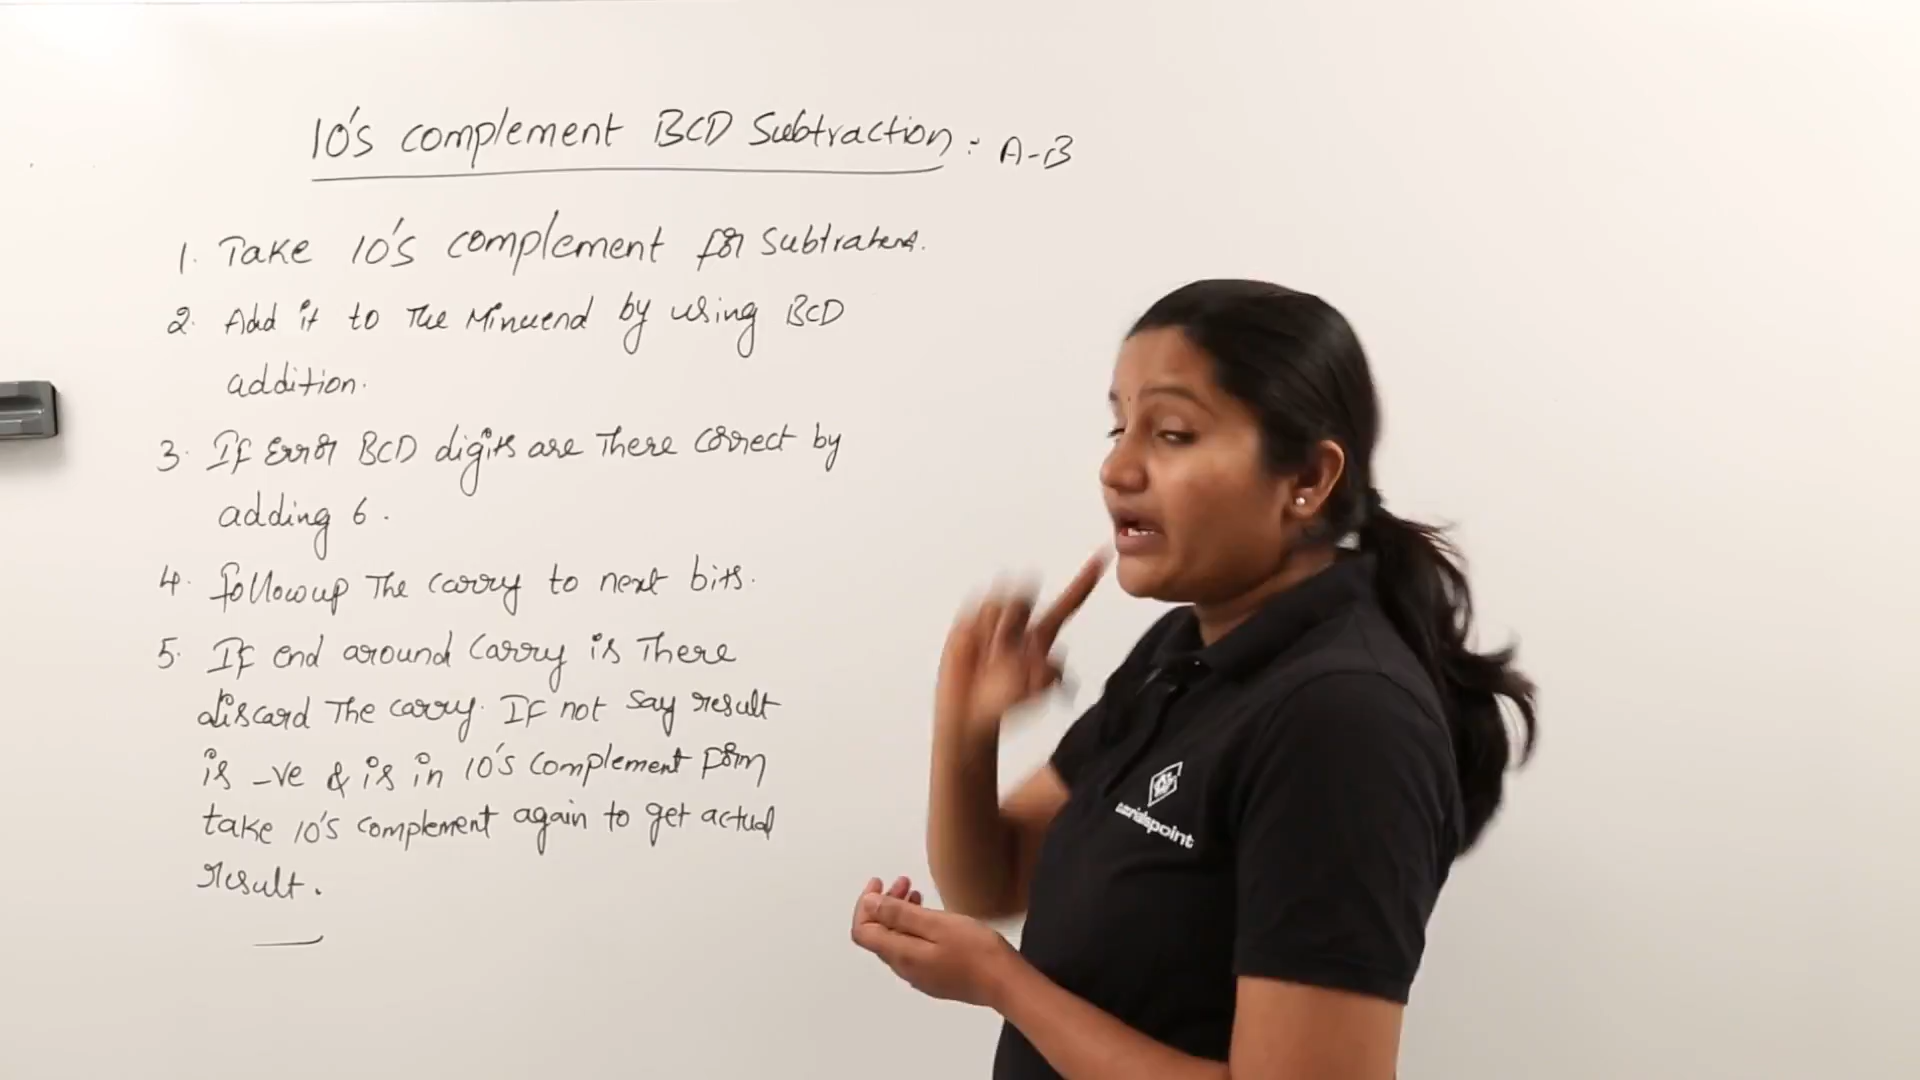 10's complement BCD Subtraction : A-B
1. Take 10's complement for Subtrahend.
2. Add it to The Minuend by using BCD
addition.
3. If Error BCD digits are There correct by
adding 6.
4. followup The carry to next bits.
5. If end around Carry is There
discard The carry. If not say result
is -ve & is in 10's complement form
take 10's complement again to get actual
result.